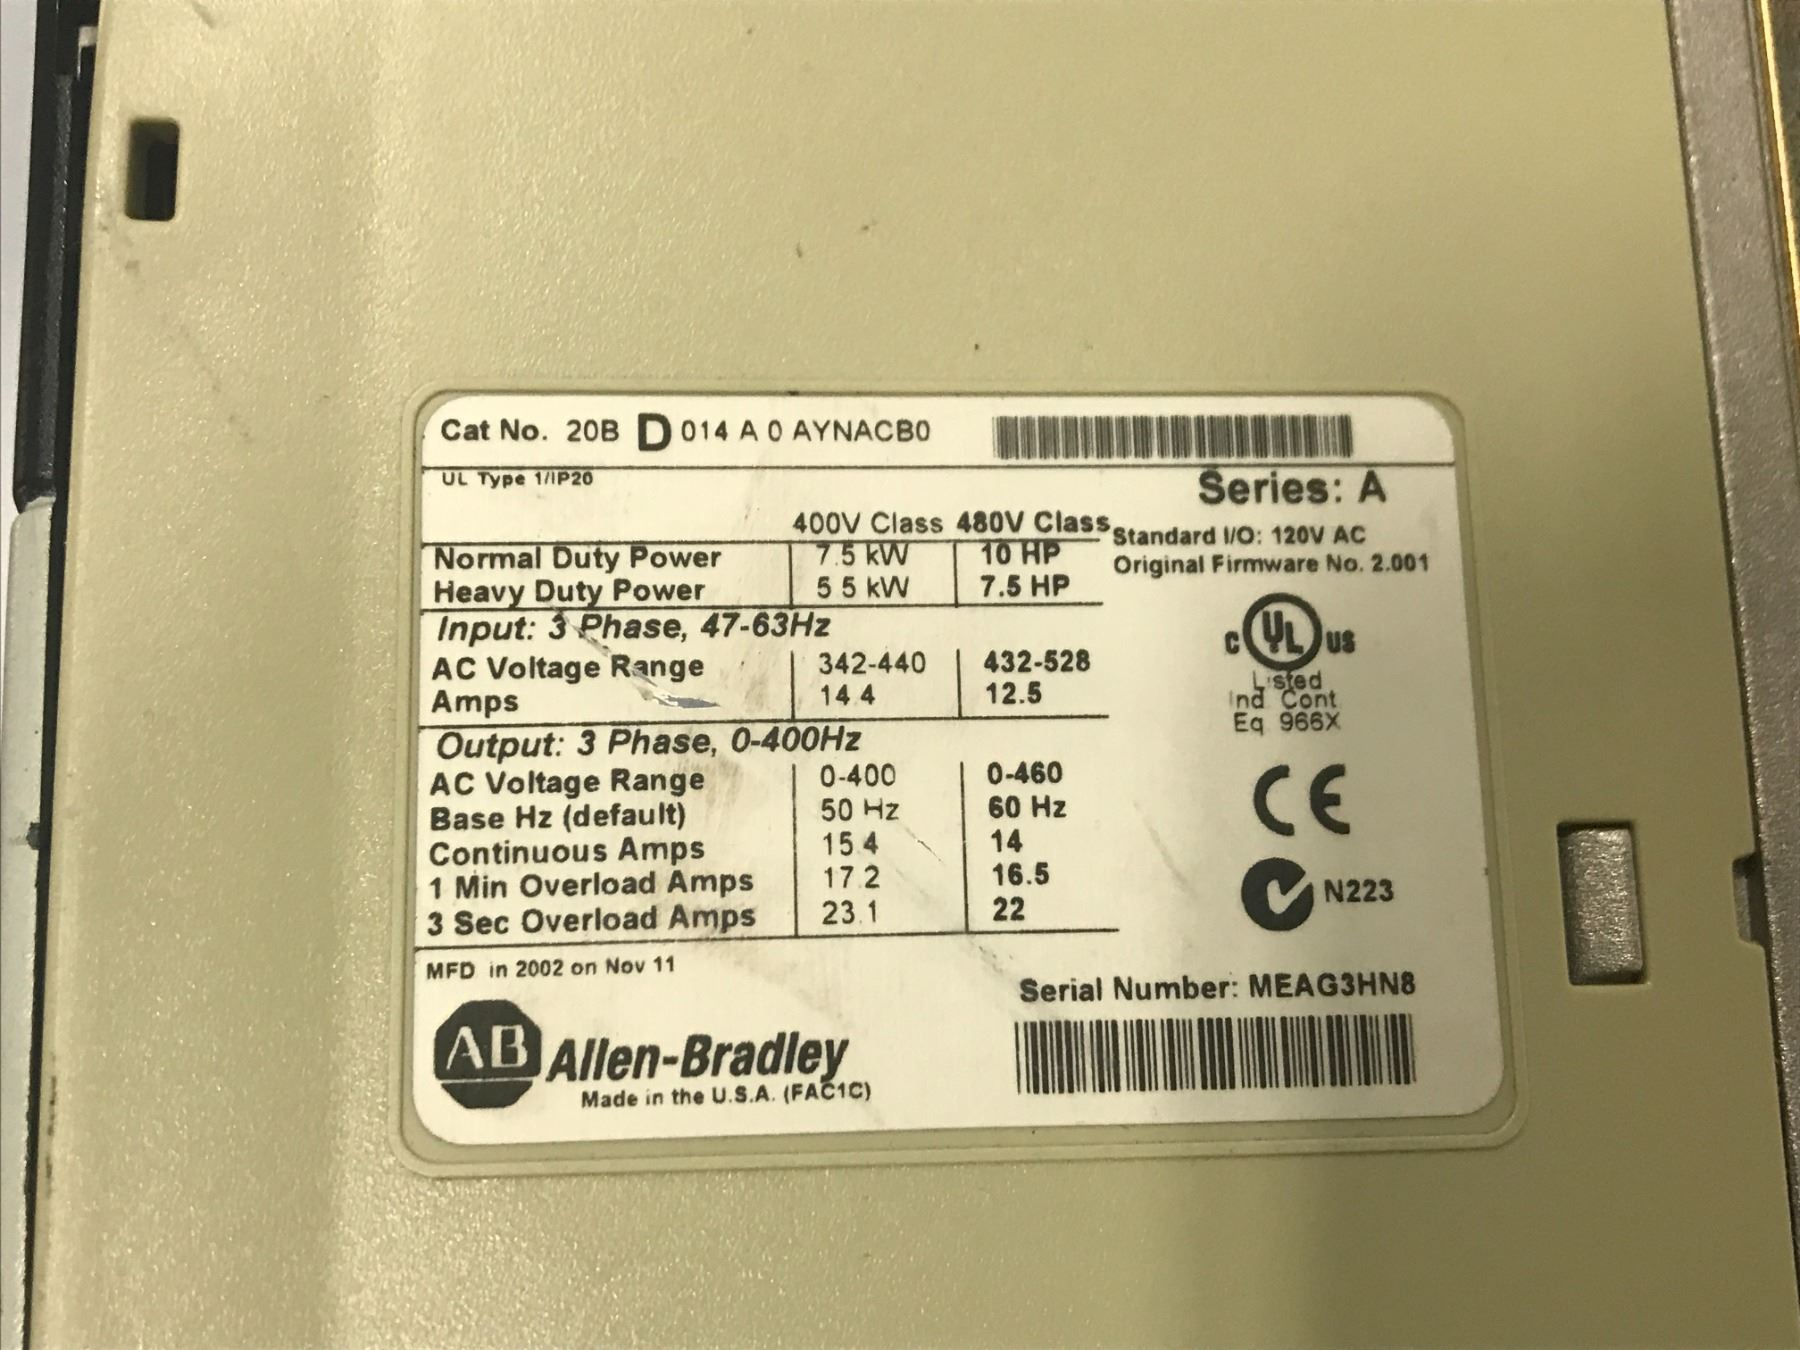 Cat No. 20B D 014 A 0 AYNACB0
UL Type 1/IP20
Series: A
400V Class 480V Class
Standard I/O: 120V AC
Original Firmware No. 2.001
Normal Duty Power 7.5 kW 10 HP
Heavy Duty Power 5.5 kW 7.5 HP
Input: 3 Phase, 47-63Hz
AC Voltage Range 342-440 432-528
Amps 14.4 12.5
Output: 3 Phase, 0-400Hz
AC Voltage Range 0-400 0-460
Base Hz (default) 50 Hz 60 Hz
Continuous Amps 15.4 14
1 Min Overload Amps 17.2 16.5
3 Sec Overload Amps 23.1 22
C UL US
Listed
Ind Cont
Eq 966X
CE
N223
MFD in 2002 on Nov 11
Serial Number: MEAG3HN8
AB Allen-Bradley
Made in the U.S.A. (FAC1C)